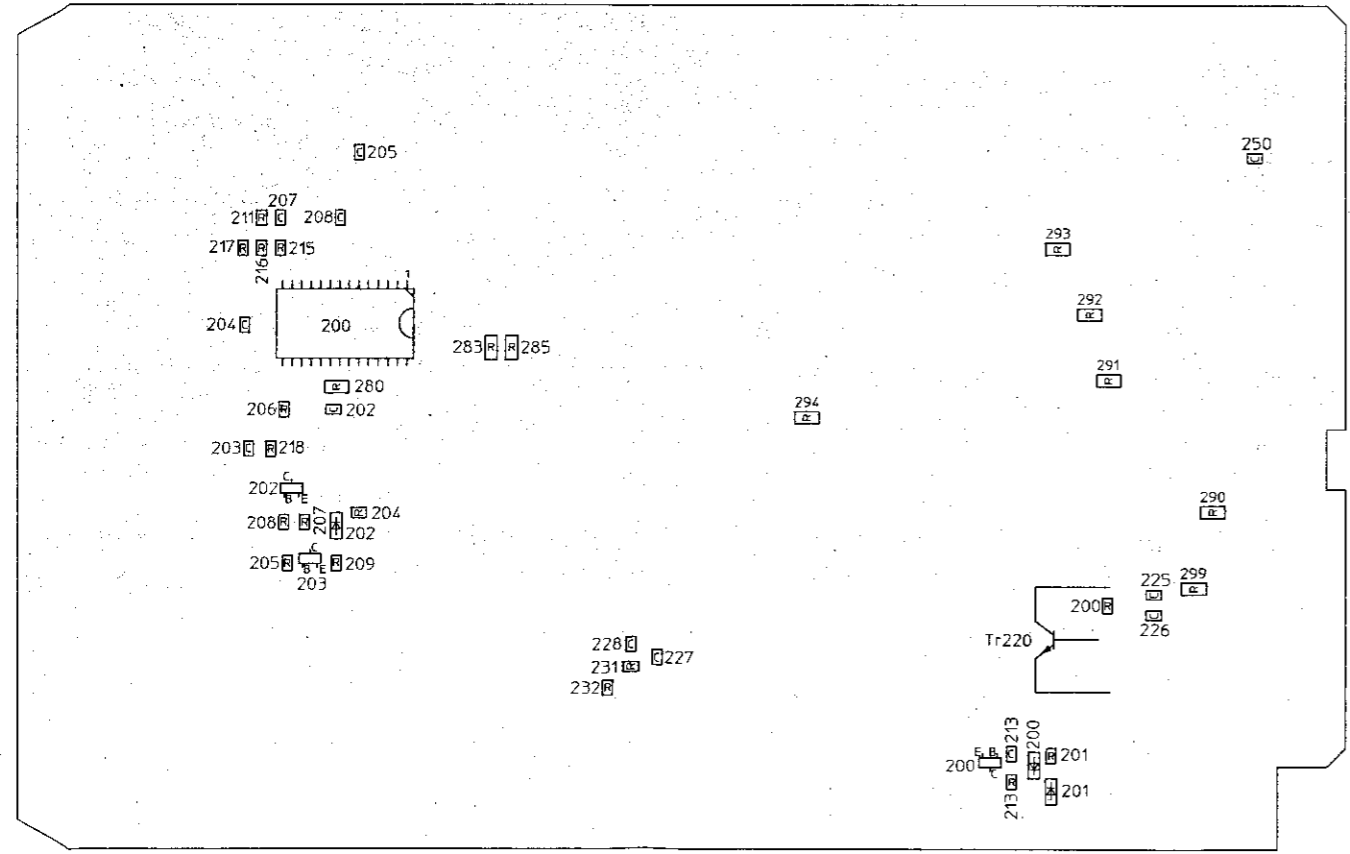 C 205
250
C
207
211 R C 208 C
217 R R R 215
216
293
R
1
204 C
200
292
R
283 R R 285
291
R
R 280
206 R C 202
294
R
203 C R 218
C
202
B E
290
R
208 R R 207 R 204
202
C
205 R B E R 209
203
225
C
299
R
200 R
C
226
Tr220
228 C
C 227
231 R
232 R
213
200
E B
200
C
C
R 201
R
213
201